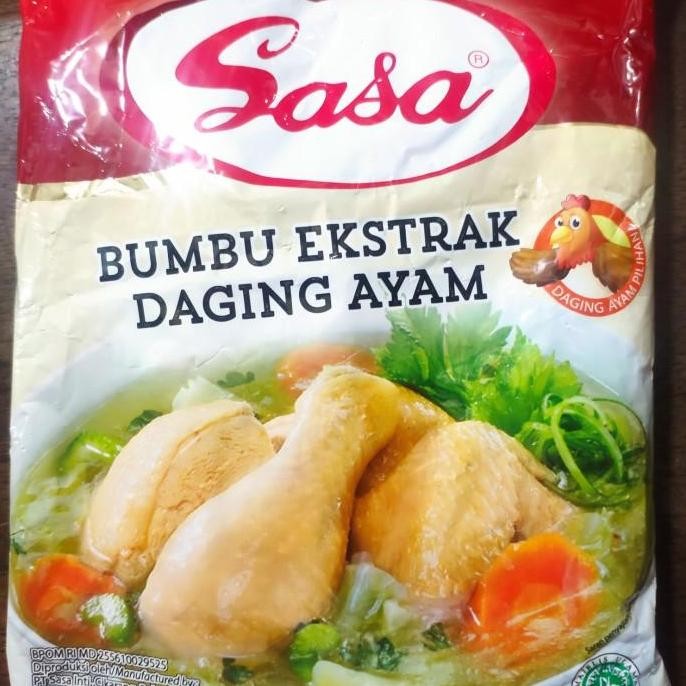 Sasa®
BUMBU EKSTRAK
DAGING AYAM
DAGING AYAM PILIHAN
BPOM RI MD 255610029525
Diproduksi oleh/Manufactured by: